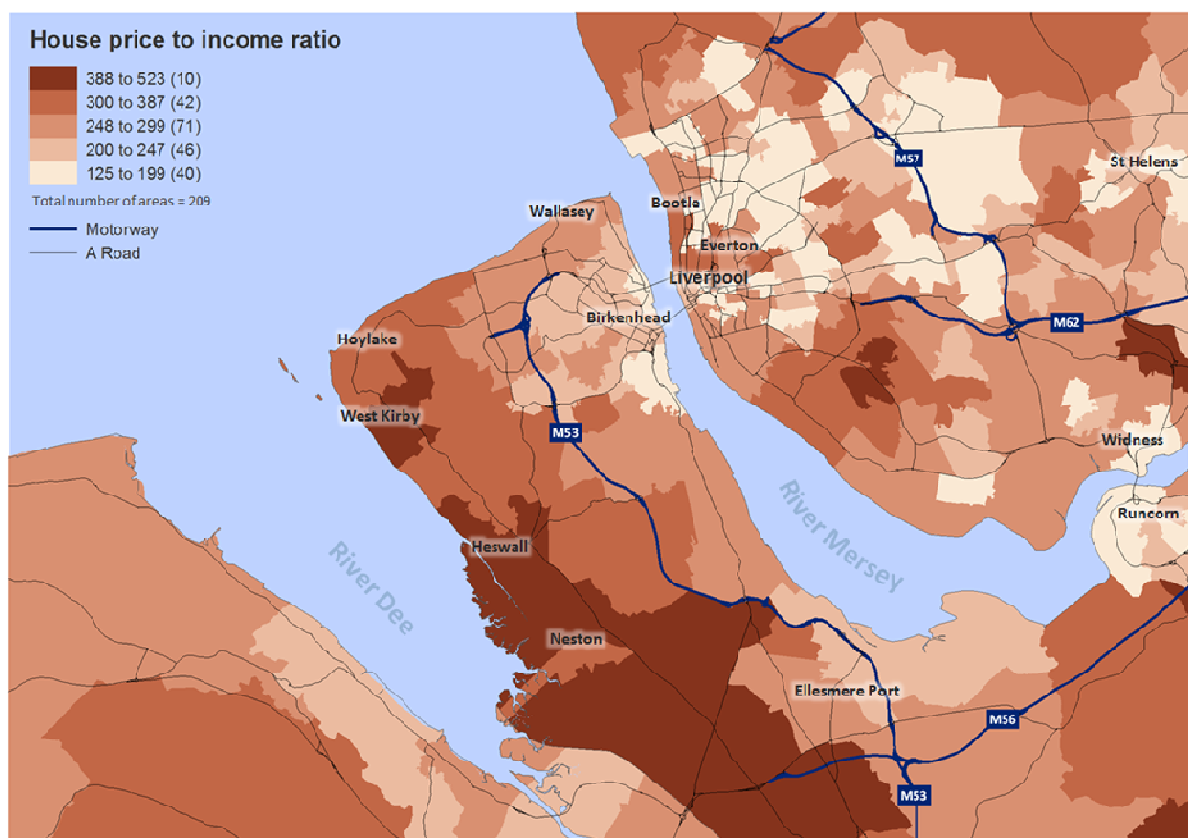 House price to income ratio
388 to 523 (10)
300 to 387 (42)
248 to 299 (71)
200 to 247 (46)
125 to 199 (40)
Total number of areas = 209
Motorway
A Road
M57
St Helens
Bootle
Wallasey
Everton
Liverpool
Birkenhead
M62
Hoylake
West Kirby
M53
Widness
River Mersey
Runcorn
Heswall
River Dee
Neston
Ellesmere Port
M56
M53